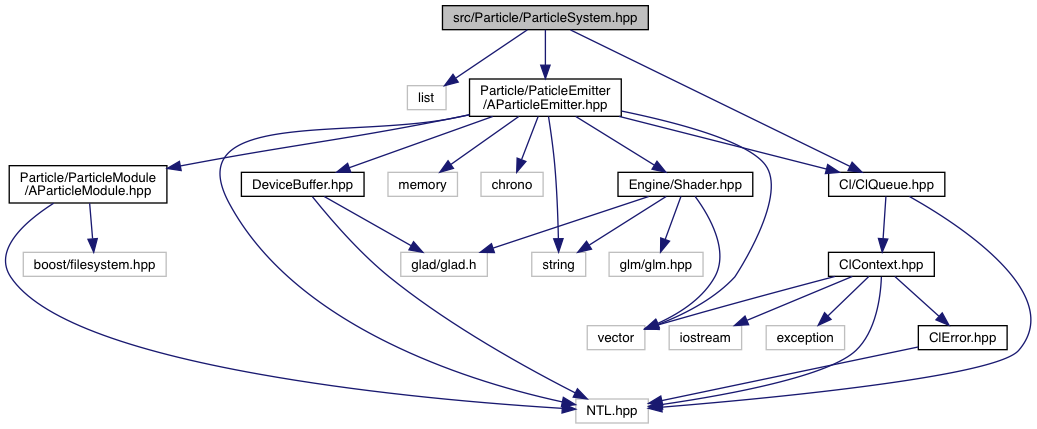 src/Particle/ParticleSystem.hpp
list
Particle/PaticleEmitter
/AParticleEmitter.hpp
Particle/ParticleModule
/AParticleModule.hpp
DeviceBuffer.hpp
memory
chrono
Engine/Shader.hpp
Cl/ClQueue.hpp
boost/filesystem.hpp
glad/glad.h
string
glm/glm.hpp
ClContext.hpp
vector
iostream
exception
ClError.hpp
NTL.hpp